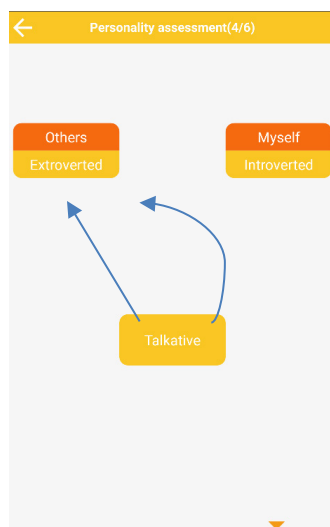 Personality assessment(4/6)
Others
Extroverted
Myself
Introverted
Talkative